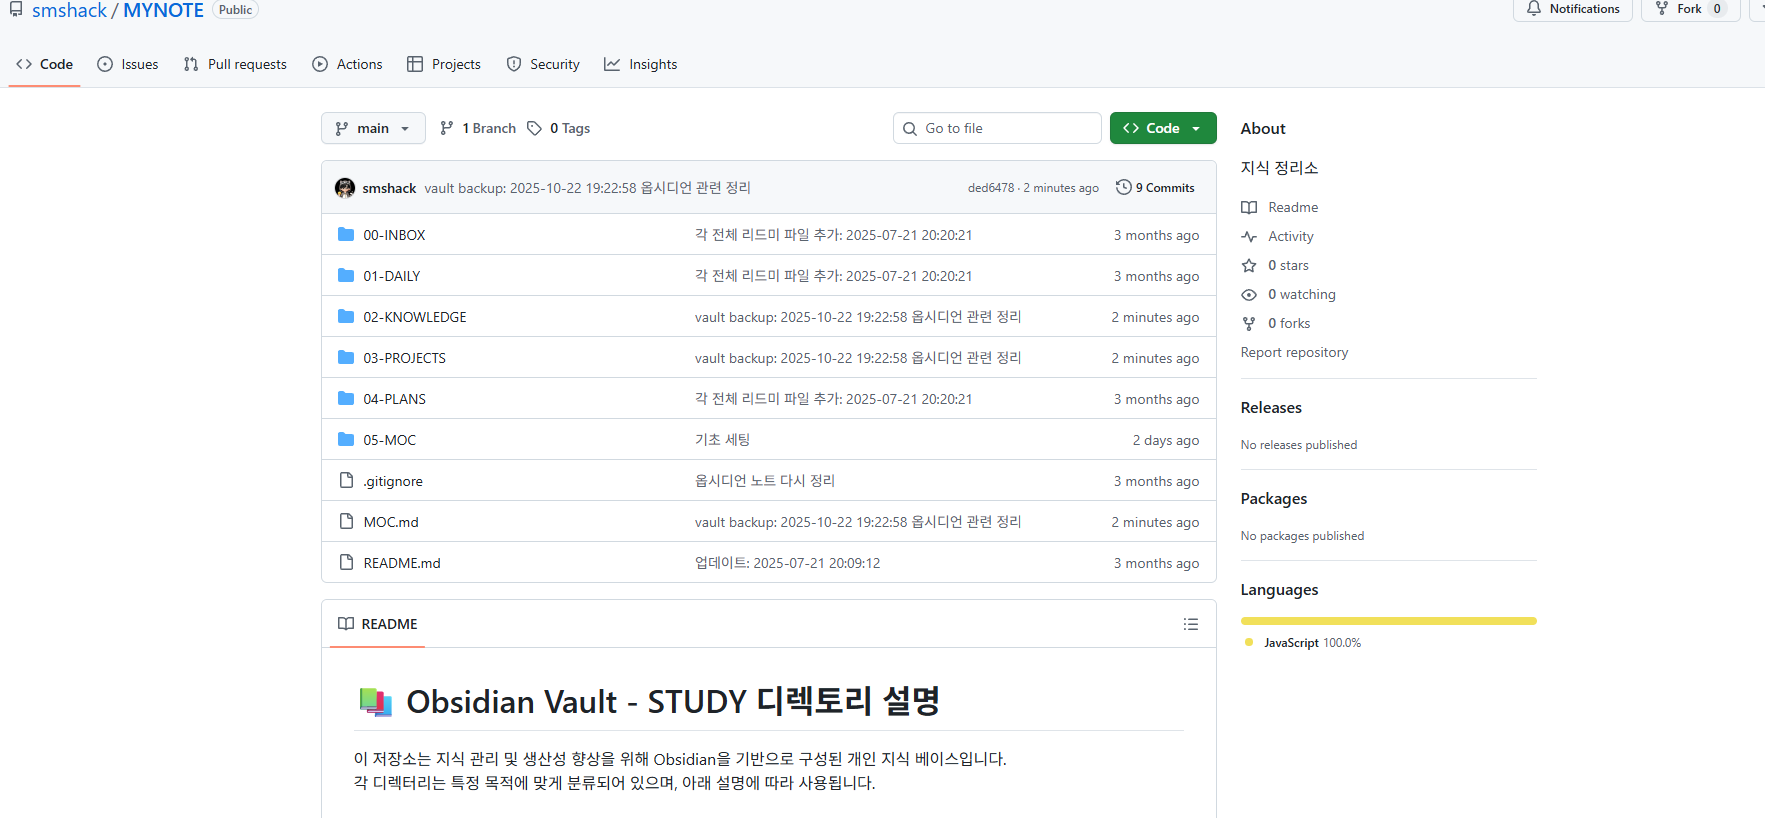 smshack / MYNOTE Public
Notifications Fork 0
Code Issues Pull requests Actions Projects Security Insights
main 1 Branch 0 Tags Go to file Code
smshack vault backup: 2025-10-22 19:22:58 옵시디언 관련 정리 ded6478 · 2 minutes ago 9 Commits
00-INBOX 각 전체 리드미 파일 추가: 2025-07-21 20:20:21 3 months ago
01-DAILY 각 전체 리드미 파일 추가: 2025-07-21 20:20:21 3 months ago
02-KNOWLEDGE vault backup: 2025-10-22 19:22:58 옵시디언 관련 정리 2 minutes ago
03-PROJECTS vault backup: 2025-10-22 19:22:58 옵시디언 관련 정리 2 minutes ago
04-PLANS 각 전체 리드미 파일 추가: 2025-07-21 20:20:21 3 months ago
05-MOC 기초 세팅 2 days ago
.gitignore 옵시디언 노트 다시 정리 3 months ago
MOC.md vault backup: 2025-10-22 19:22:58 옵시디언 관련 정리 2 minutes ago
README.md 업데이트: 2025-07-21 20:09:12 3 months ago
README
Obsidian Vault - STUDY 디렉토리 설명
이 저장소는 지식 관리 및 생산성 향상을 위해 Obsidian을 기반으로 구성된 개인 지식 베이스입니다.
각 디렉터리는 특정 목적에 맞게 분류되어 있으며, 아래 설명에 따라 사용됩니다.
About
지식 정리소
Readme
Activity
0 stars
0 watching
0 forks
Report repository
Releases
No releases published
Packages
No packages published
Languages
JavaScript 100.0%